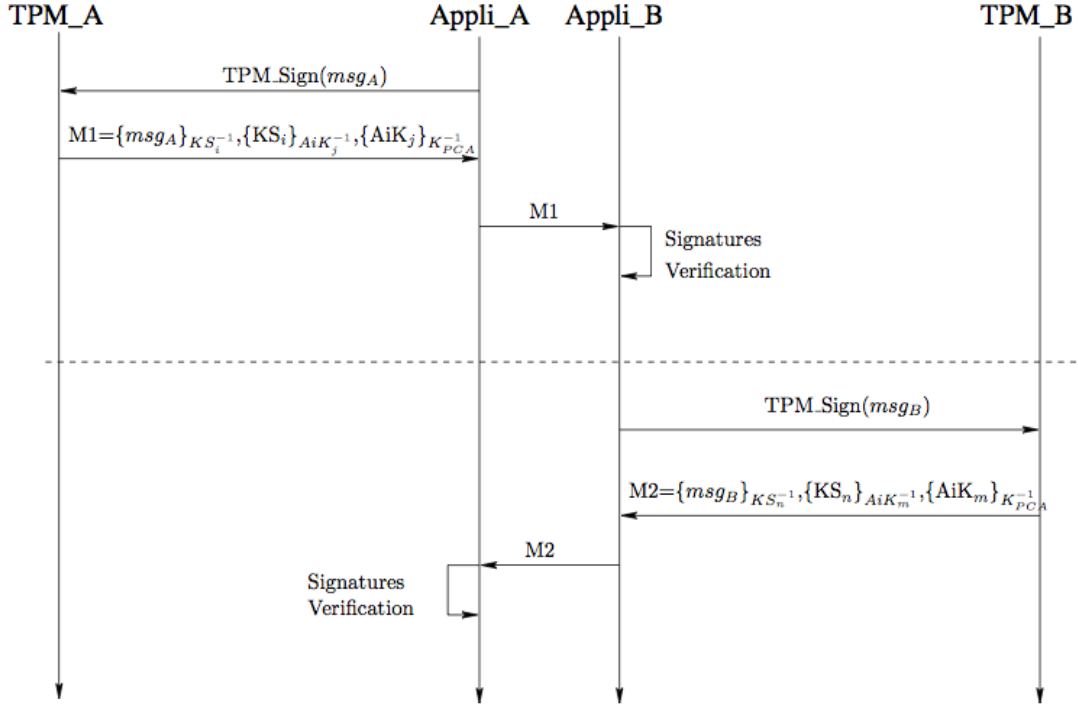 TPM_A Appli_A Appli_B TPM_B
TPM_Sign(msg_A)
M1={msg_A}_{KS_i^{-1}},{KS_i}_{AiK_j^{-1}},{AiK_j}_{K_{PCA}^{-1}}
M1
Signatures
Verification
TPM_Sign(msg_B)
M2={msg_B}_{KS_n^{-1}},{KS_n}_{AiK_m^{-1}},{AiK_m}_{K_{PCA}^{-1}}
M2
Signatures
Verification